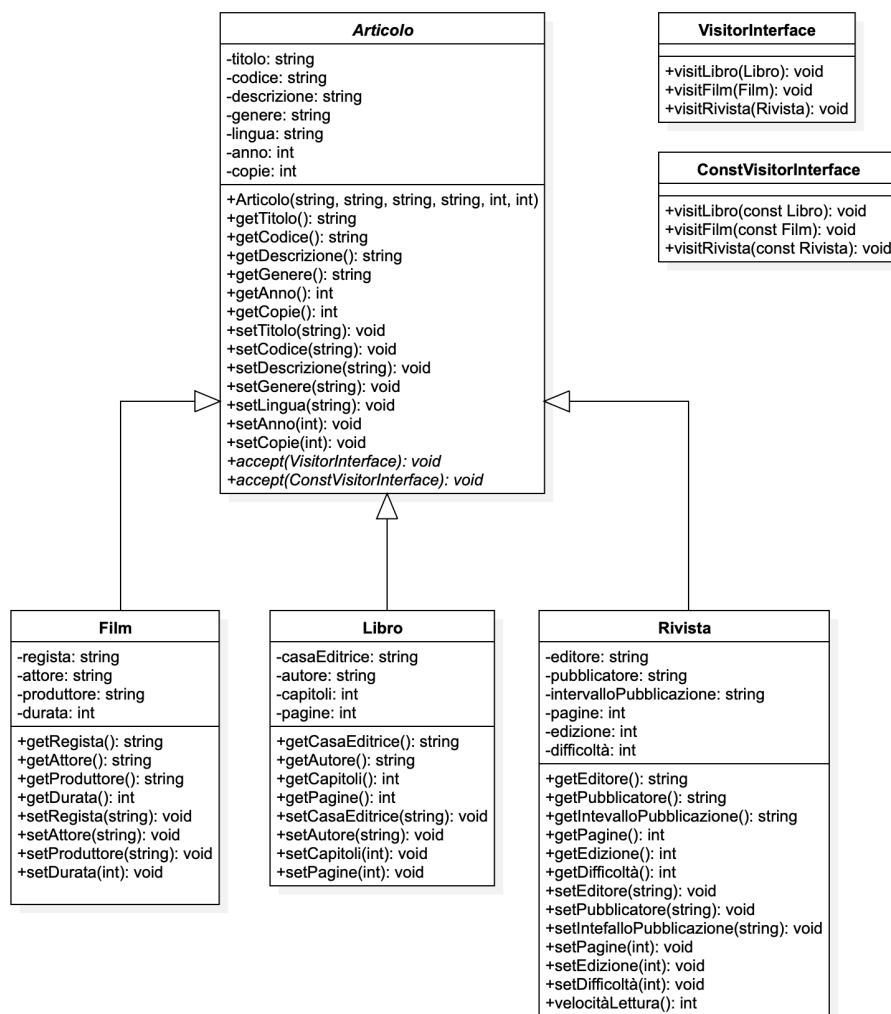 Articolo
-titolo: string
-codice: string
-descrizione: string
-genere: string
-lingua: string
-anno: int
-copie: int
+Articolo(string, string, string, string, int, int)
+getTitolo(): string
+getCodice(): string
+getDescrizione(): string
+getGenere(): string
+getAnno(): int
+getCopie(): int
+setTitolo(string): void
+setCodice(string): void
+setDescrizione(string): void
+setGenere(string): void
+setLingua(string): void
+setAnno(int): void
+setCopie(int): void
+accept(VisitorInterface): void
+accept(ConstVisitorInterface): void
VisitorInterface
+visitLibro(Libro): void
+visitFilm(Film): void
+visitRivista(Rivista): void
ConstVisitorInterface
+visitLibro(const Libro): void
+visitFilm(const Film): void
+visitRivista(const Rivista): void
Film
-regista: string
-attore: string
-produttore: string
-durata: int
+getRegista(): string
+getAttore(): string
+getProduttore(): string
+getDurata(): int
+setRegista(string): void
+setAttore(string): void
+setProduttore(string): void
+setDurata(int): void
Libro
-casaEditrice: string
-autore: string
-capitoli: int
-pagine: int
+getCasaEditrice(): string
+getAutore(): string
+getCapitoli(): int
+getPagine(): int
+setCasaEditrice(string): void
+setAutore(string): void
+setCapitoli(int): void
+setPagine(int): void
Rivista
-editore: string
-pubblicatore: string
-intervalloPubblicazione: string
-pagine: int
-edizione: int
-difficoltà: int
+getEditore(): string
+getPubblicatore(): string
+getIntevalloPubblicazione(): string
+getPagine(): int
+getEdizione(): int
+getDifficoltà(): int
+setEditore(string): void
+setPubblicatore(string): void
+setIntefalloPubblicazione(string): void
+setPagine(int): void
+setEdizione(int): void
+setDifficoltà(int): void
+velocitàLettura(): int